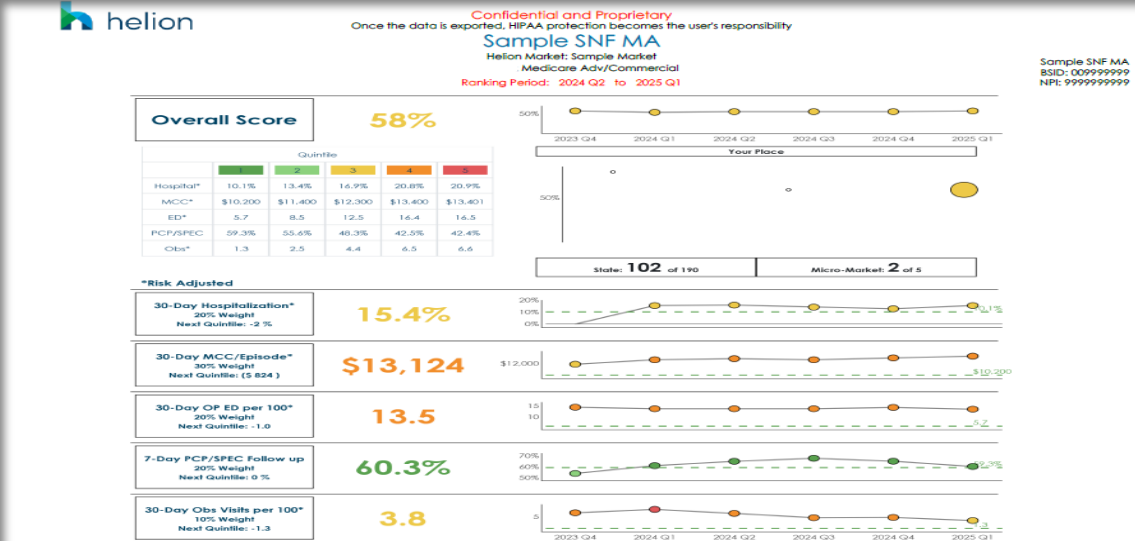 helion
Confidential and Proprietary
Once the data is exported, HIPAA protection becomes the user's responsibility
Sample SNF MA
Helion Market: Sample Market
Medicare Adv/Commercial
Ranking Period: 2024 Q2 to 2025 Q1
Sample SNF MA
BSID: 009999999
NPI: 9999999999
Overall Score
58%
50%
2023 Q4 2024 Q1 2024 Q2 2024 Q3 2024 Q4 2025 Q1
Quintile
1 2 3 4 5
Hospital* 10.1% 13.4% 16.9% 20.8% 20.9%
MCC* $10,200 $11,400 $12,300 $13,400 $13,401
ED* 5.7 8.5 12.5 16.4 16.5
PCP/SPEC 59.3% 55.6% 48.3% 42.5% 42.4%
Obs* 1.3 2.5 4.4 6.5 6.6
Your Place
50%
State: 102 of 190
Micro-Market: 2 of 5
*Risk Adjusted
30-Day Hospitalization*
20% Weight
Next Quintile: -2 %
15.4%
20%
10%
0%
30-Day MCC/Episode*
30% Weight
Next Quintile: ($ 824 )
$13,124
$12,000
$10,200
30-Day OP ED per 100*
20% Weight
Next Quintile: -1.0
13.5
15
10
5.7
7-Day PCP/SPEC Follow up
20% Weight
Next Quintile: 0 %
60.3%
70%
60%
50%
30-Day Obs Visits per 100*
10% Weight
Next Quintile: -1.3
3.8
5
2023 Q4 2024 Q1 2024 Q2 2024 Q3 2024 Q4 2025 Q1